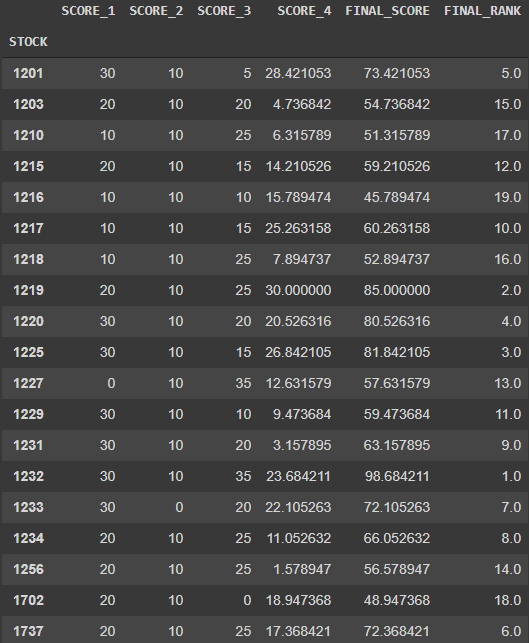 SCORE_1 SCORE_2 SCORE_3 SCORE_4 FINAL_SCORE FINAL_RANK
STOCK
1201 30 10 5 28.421053 73.421053 5.0
1203 20 10 20 4.736842 54.736842 15.0
1210 10 10 25 6.315789 51.315789 17.0
1215 20 10 15 14.210526 59.210526 12.0
1216 10 10 10 15.789474 45.789474 19.0
1217 10 10 15 25.263158 60.263158 10.0
1218 10 10 25 7.894737 52.894737 16.0
1219 20 10 25 30.000000 85.000000 2.0
1220 30 10 20 20.526316 80.526316 4.0
1225 30 10 15 26.842105 81.842105 3.0
1227 0 10 35 12.631579 57.631579 13.0
1229 30 10 10 9.473684 59.473684 11.0
1231 30 10 20 3.157895 63.157895 9.0
1232 30 10 35 23.684211 98.684211 1.0
1233 30 0 20 22.105263 72.105263 7.0
1234 20 10 25 11.052632 66.052632 8.0
1256 20 10 25 1.578947 56.578947 14.0
1702 20 10 0 18.947368 48.947368 18.0
1737 20 10 25 17.368421 72.368421 6.0